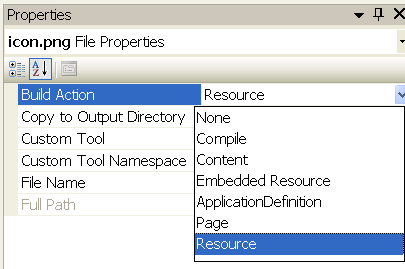 Properties
icon.png File Properties
Build Action Resource
Copy to Output Directory
None
Custom Tool
Compile
Custom Tool Namespace
Content
File Name
Embedded Resource
Full Path
ApplicationDefinition
Page
Resource